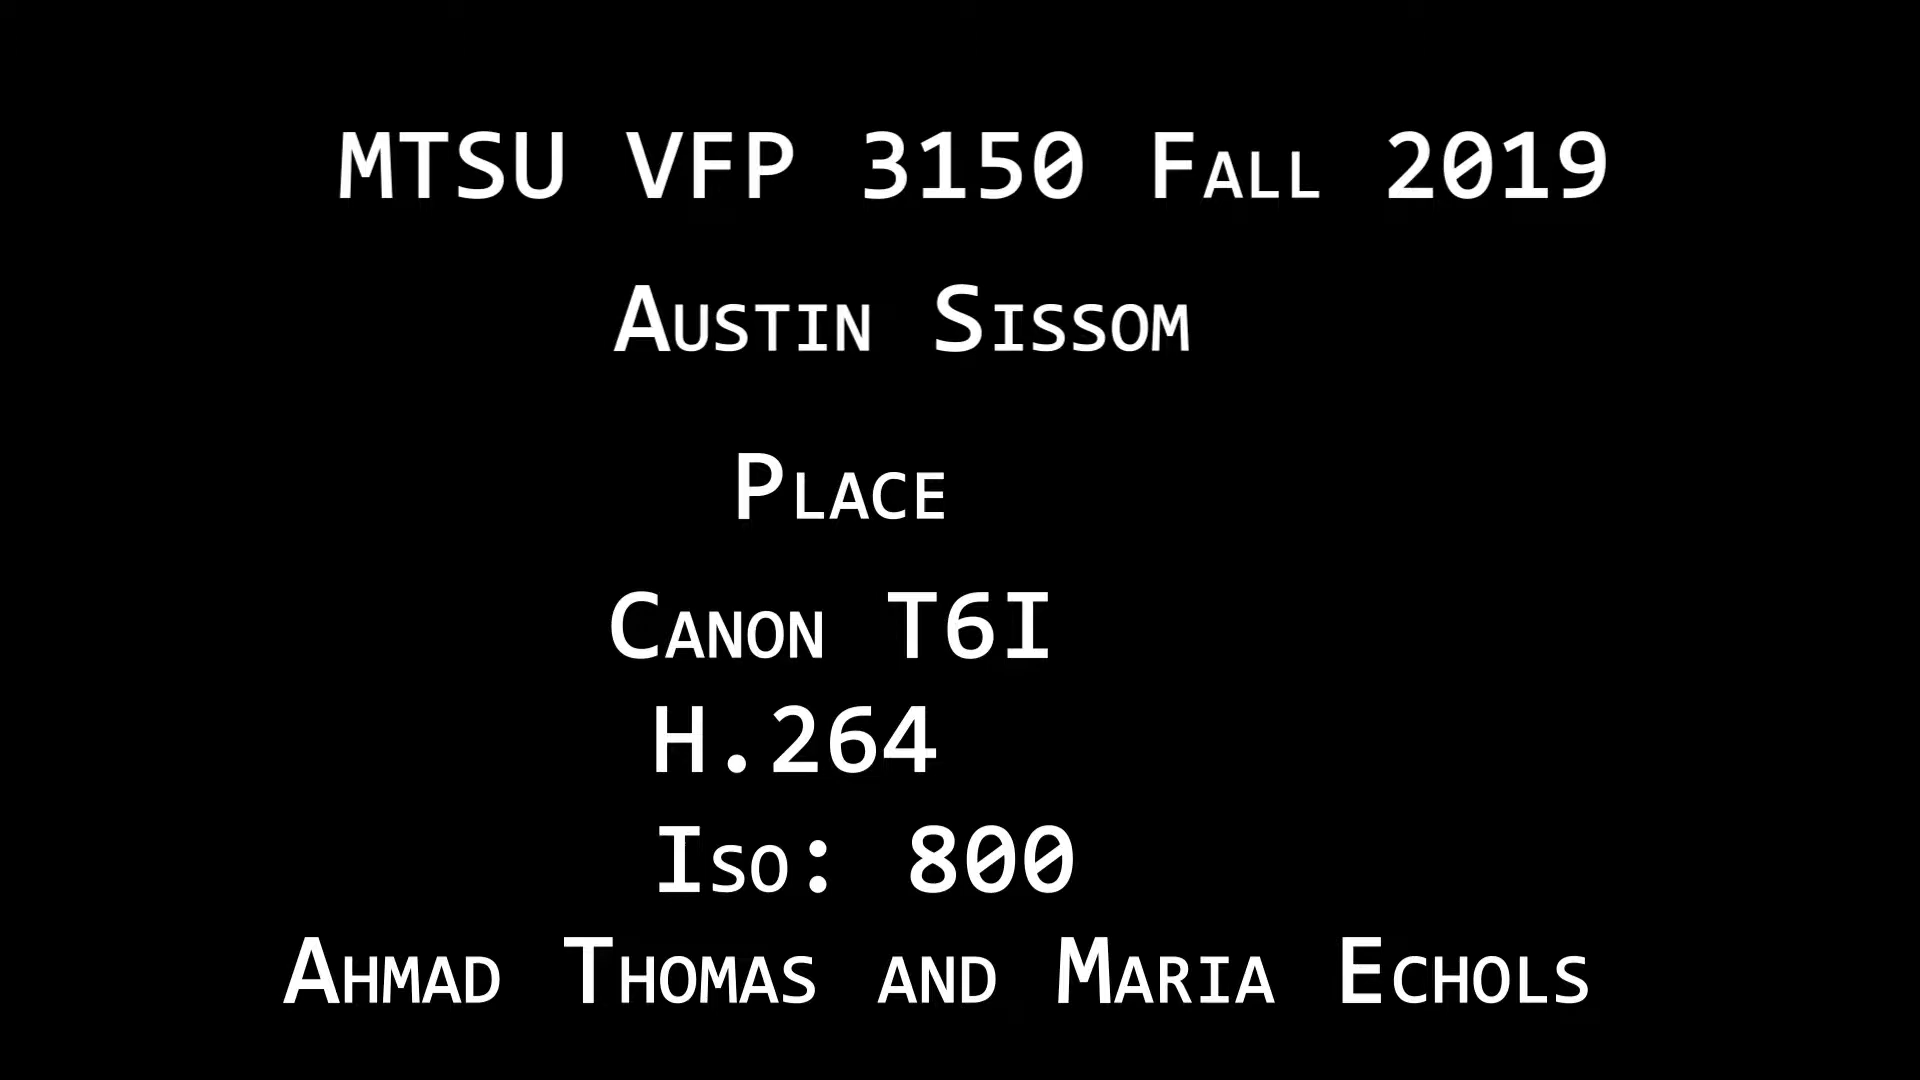 MTSU VFP 3150 Fall 2019
Austin Sissom
Place
Canon T6I
H.264
Iso: 800
Ahmad Thomas and Maria Echols